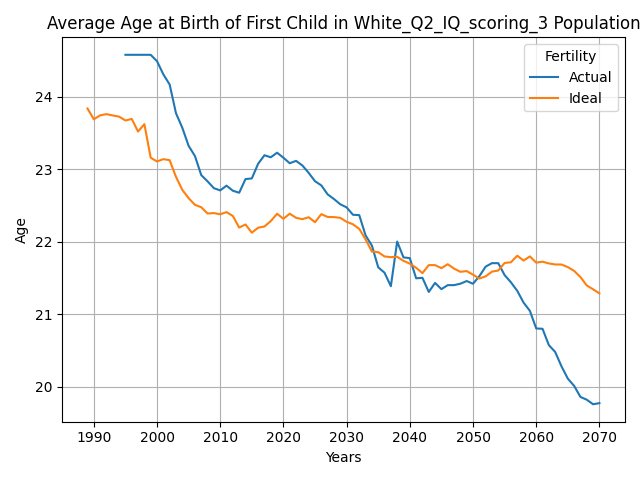 Average Age at Birth of First Child in White_Q2_IQ_scoring_3 Population
Fertility
Actual
Ideal
Age
24
23
22
21
20
1990 2000 2010 2020 2030 2040 2050 2060 2070
Years